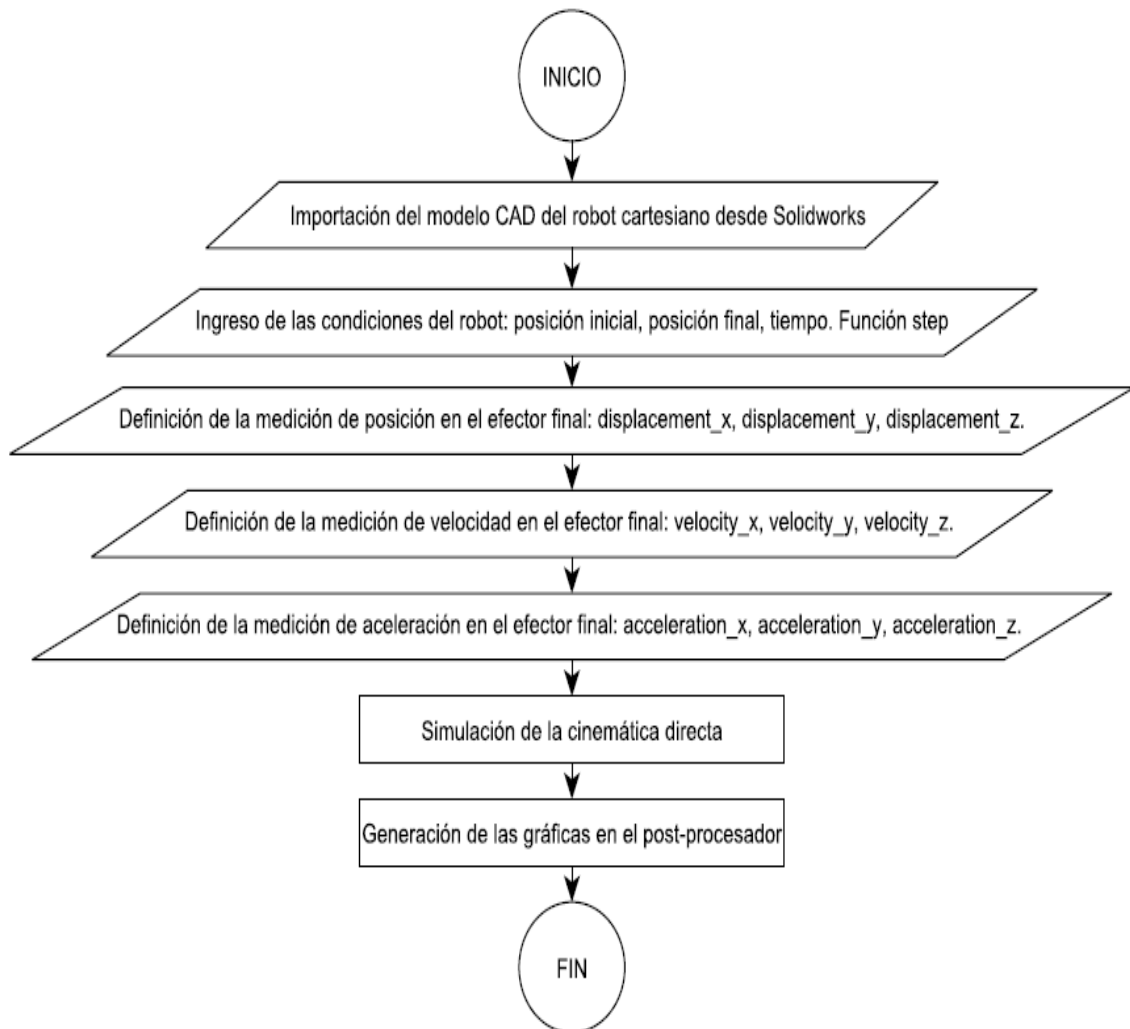 INICIO
Importación del modelo CAD del robot cartesiano desde Solidworks
Ingreso de las condiciones del robot: posición inicial, posición final, tiempo. Función step
Definición de la medición de posición en el efector final: displacement_x, displacement_y, displacement_z.
Definición de la medición de velocidad en el efector final: velocity_x, velocity_y, velocity_z.
Definición de la medición de aceleración en el efector final: acceleration_x, acceleration_y, acceleration_z.
Simulación de la cinemática directa
Generación de las gráficas en el post-procesador
FIN